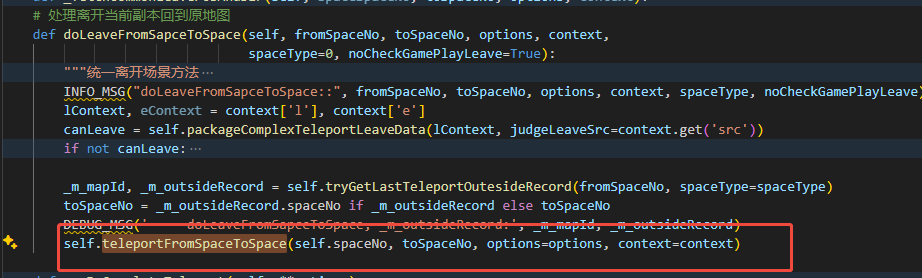 # 处理离开当前副本回到原地图
def doLeaveFromSapceToSpace(self, fromSpaceNo, toSpaceNo, options, context,
spaceType=0, noCheckGamePlayLeave=True):
"""统一离开场景方法…
INFO_MSG("doLeaveFromSapceToSpace::", fromSpaceNo, toSpaceNo, options, context, spaceType, noCheckGamePlayLeave)
lContext, eContext = context['l'], context['e']
canLeave = self.packageComplexTeleportLeaveData(lContext, judgeLeaveSrc=context.get('src'))
if not canLeave:…
_m_mapId, _m_outsideRecord = self.tryGetLastTeleportOutesideRecord(fromSpaceNo, spaceType=spaceType)
toSpaceNo = _m_outsideRecord.spaceNo if _m_outsideRecord else toSpaceNo
DEBUG_MSG(' doLeaveFromSapceToSpace, _m_outsideRecord:', _m_mapId, _m_outsideRecord)
self.teleportFromSpaceToSpace(self.spaceNo, toSpaceNo, options=options, context=context)